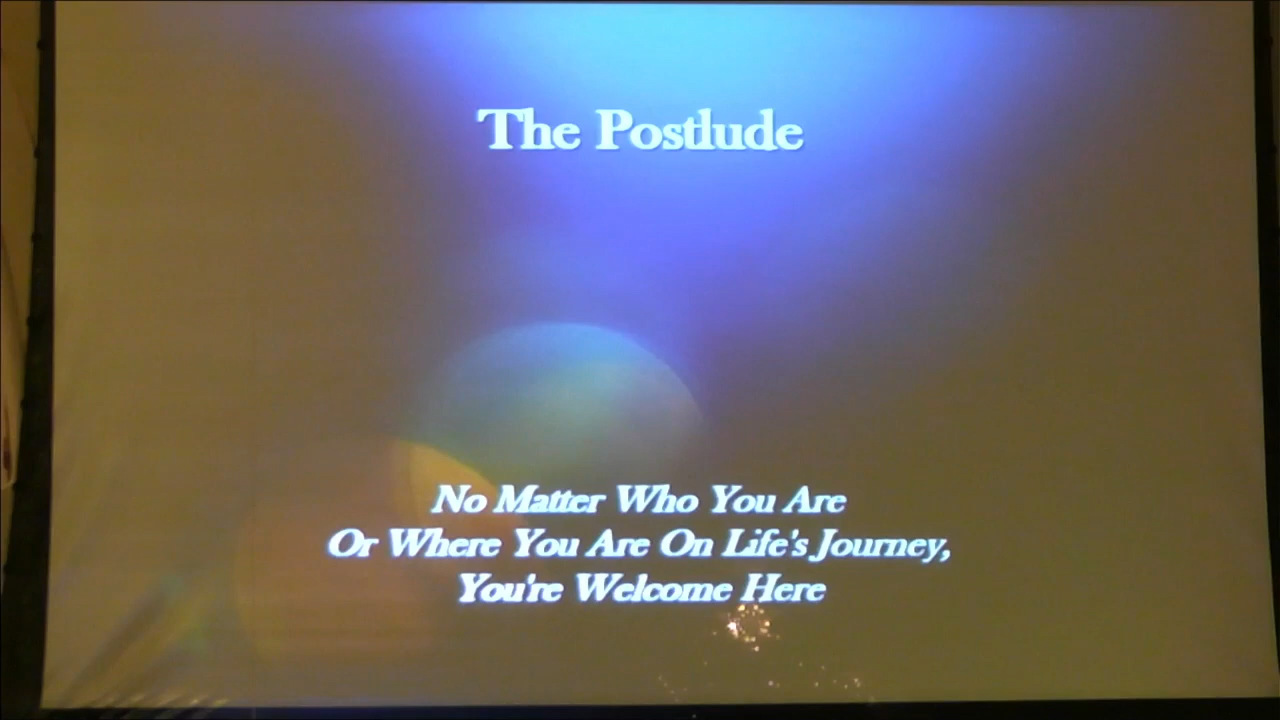 The Postlude
No Matter Who You Are
Or Where You Are On Life's Journey,
You're Welcome Here